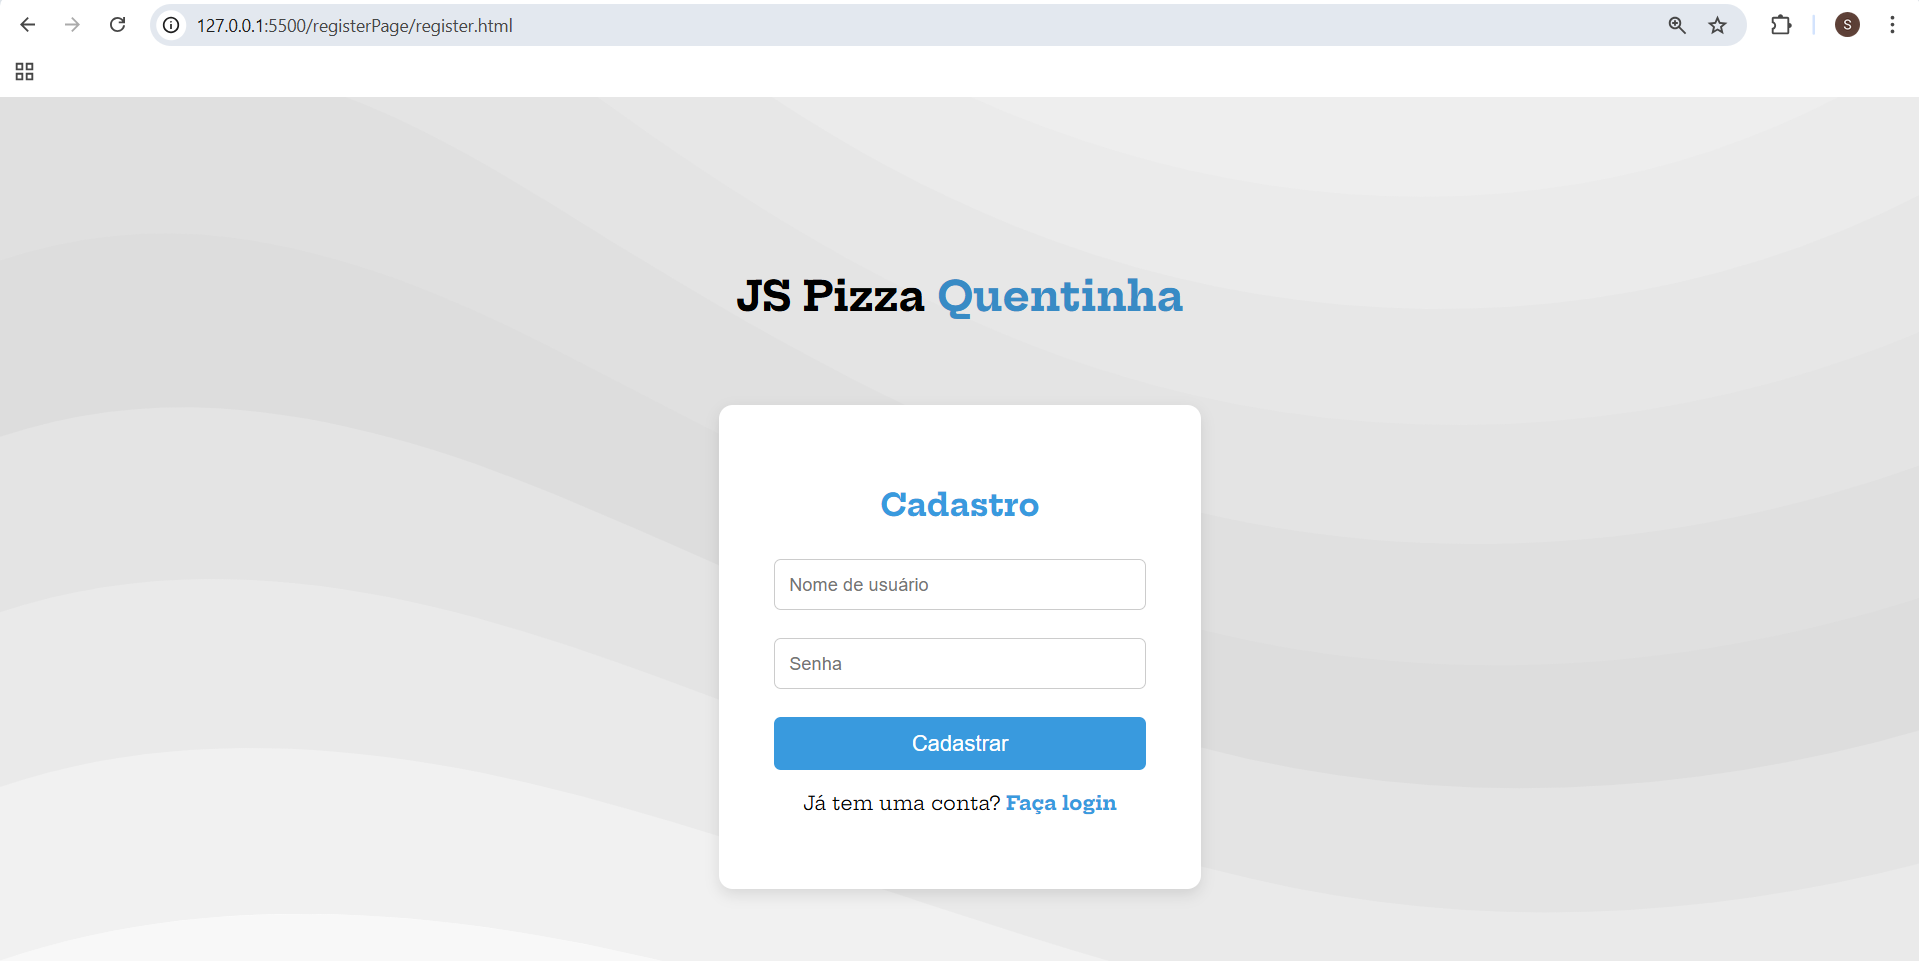 127.0.0.1:5500/registerPage/register.html
S
JS Pizza Quentinha
Cadastro
Nome de usuário
Senha
Cadastrar
Já tem uma conta? Faça login